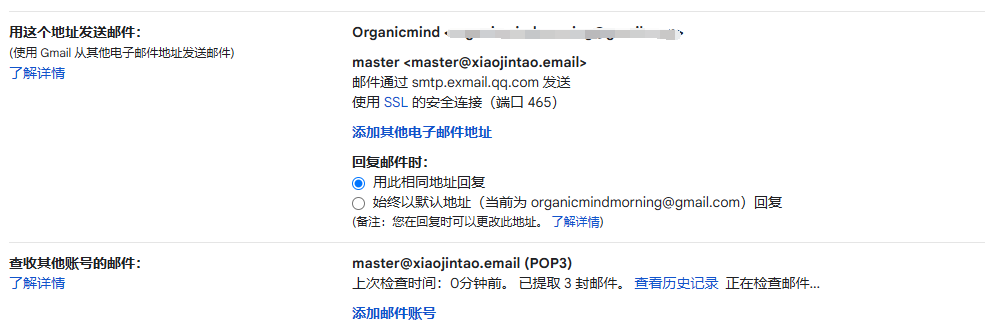 用这个地址发送邮件：
(使用 Gmail 从其他电子邮件地址发送邮件)
了解详情
Organicmind
master <master@xiaojintao.email>
邮件通过 smtp.exmail.qq.com 发送
使用 SSL 的安全连接（端口 465）
添加其他电子邮件地址
回复邮件时：
用此相同地址回复
始终以默认地址（当前为 organicmindmorning@gmail.com）回复
(备注：您在回复时可以更改此地址。 了解详情)
查收其他账号的邮件：
了解详情
master@xiaojintao.email (POP3)
上次检查时间：0分钟前。 已提取 3 封邮件。 查看历史记录 正在检查邮件...
添加邮件账号